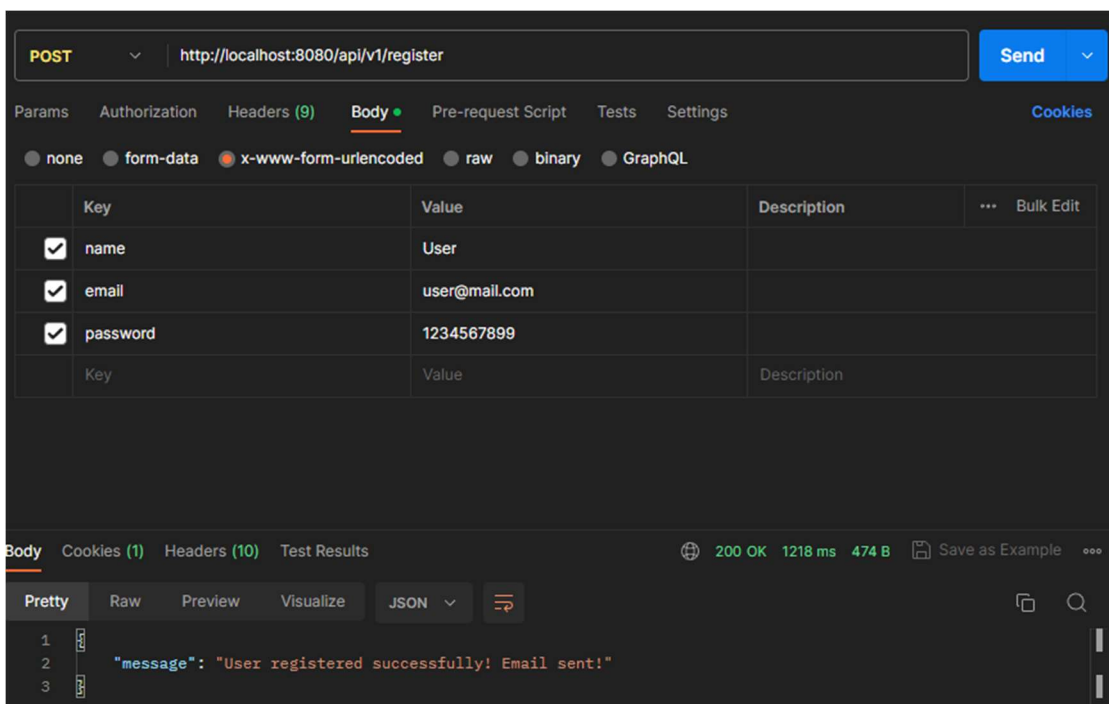 POST http://localhost:8080/api/v1/register Send
Params Authorization Headers (9) Body Pre-request Script Tests Settings Cookies
none form-data x-www-form-urlencoded raw binary GraphQL
Key Value Description ••• Bulk Edit
name User
email user@mail.com
password 1234567899
Key Value Description
Body Cookies (1) Headers (10) Test Results 200 OK 1218 ms 474 B Save as Example
Pretty Raw Preview Visualize JSON
1 {
2 "message": "User registered successfully! Email sent!"
3 }